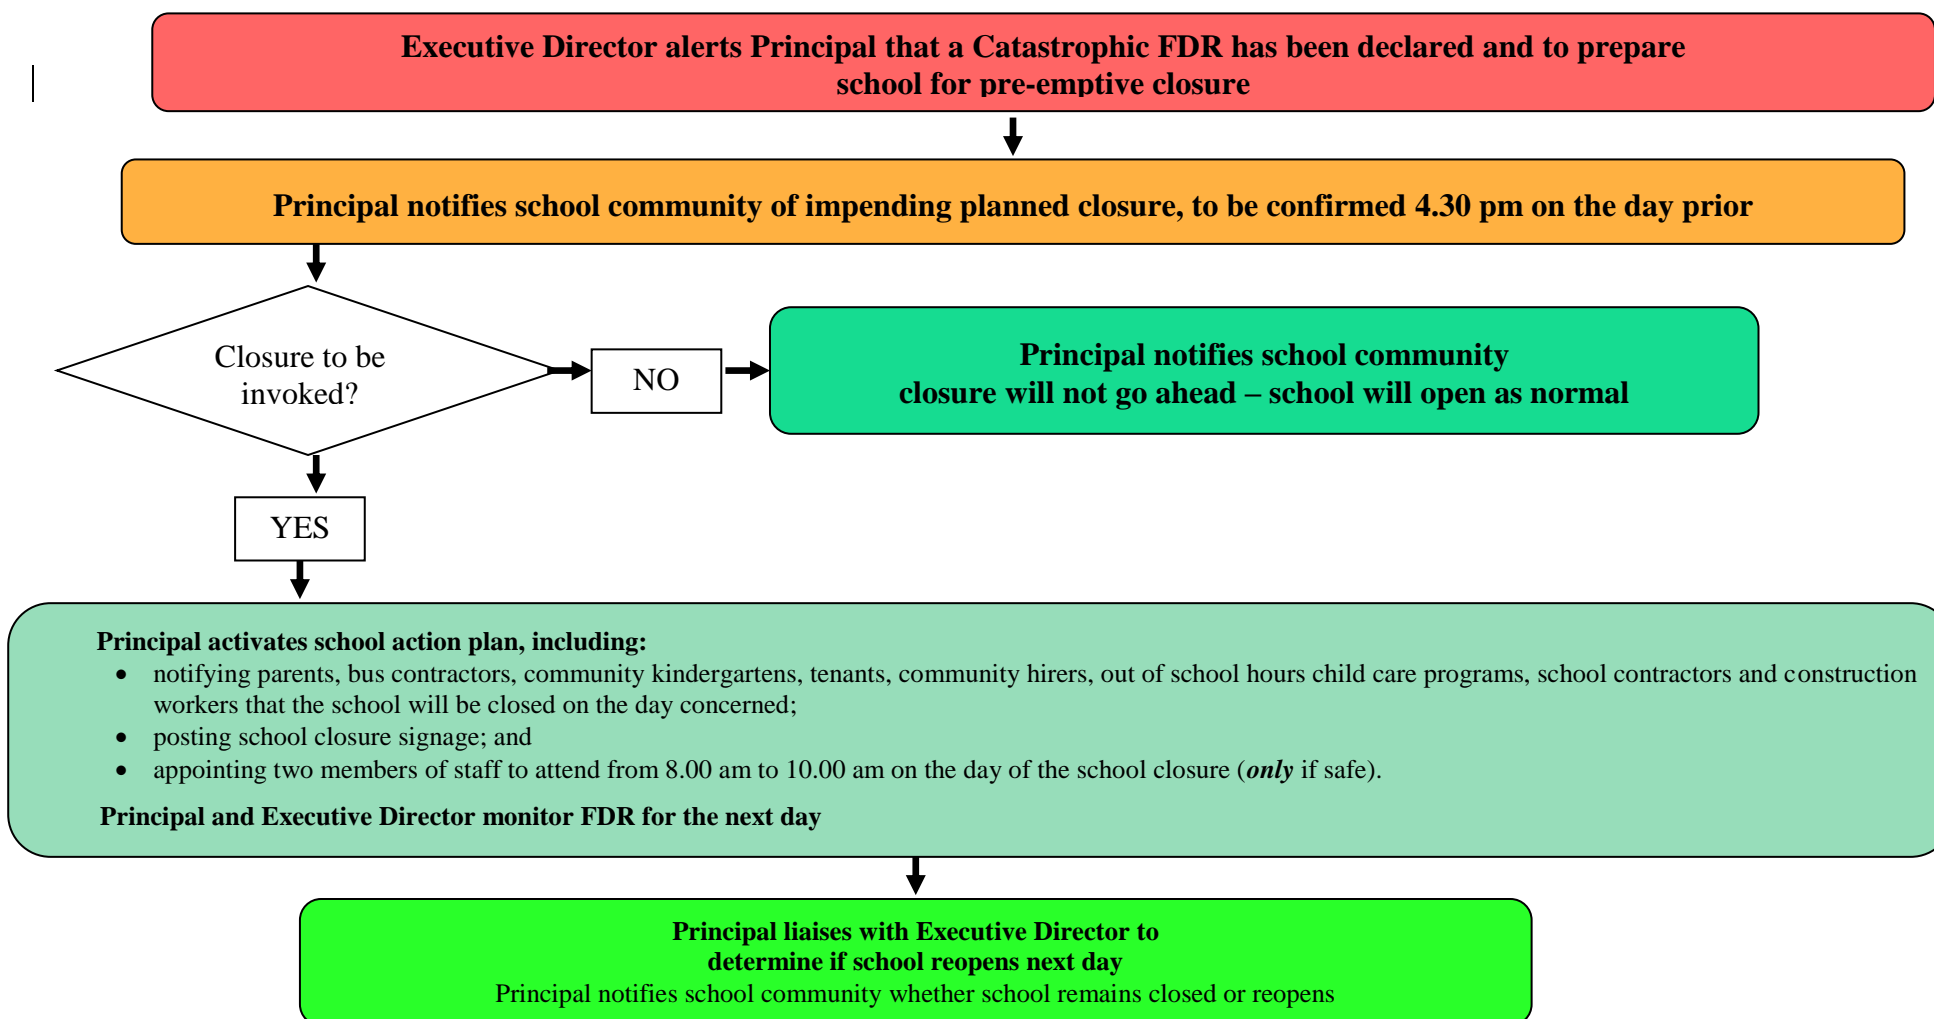 Executive Director alerts Principal that a Catastrophic FDR has been declared and to prepare
school for pre-emptive closure
Principal notifies school community of impending planned closure, to be confirmed 4.30 pm on the day prior
Closure to be
invoked?
NO
Principal notifies school community
closure will not go ahead – school will open as normal
YES
Principal activates school action plan, including:
• notifying parents, bus contractors, community kindergartens, tenants, community hirers, out of school hours child care programs, school contractors and construction
workers that the school will be closed on the day concerned;
• posting school closure signage; and
• appointing two members of staff to attend from 8.00 am to 10.00 am on the day of the school closure (only if safe).
Principal and Executive Director monitor FDR for the next day
Principal liaises with Executive Director to
determine if school reopens next day
Principal notifies school community whether school remains closed or reopens